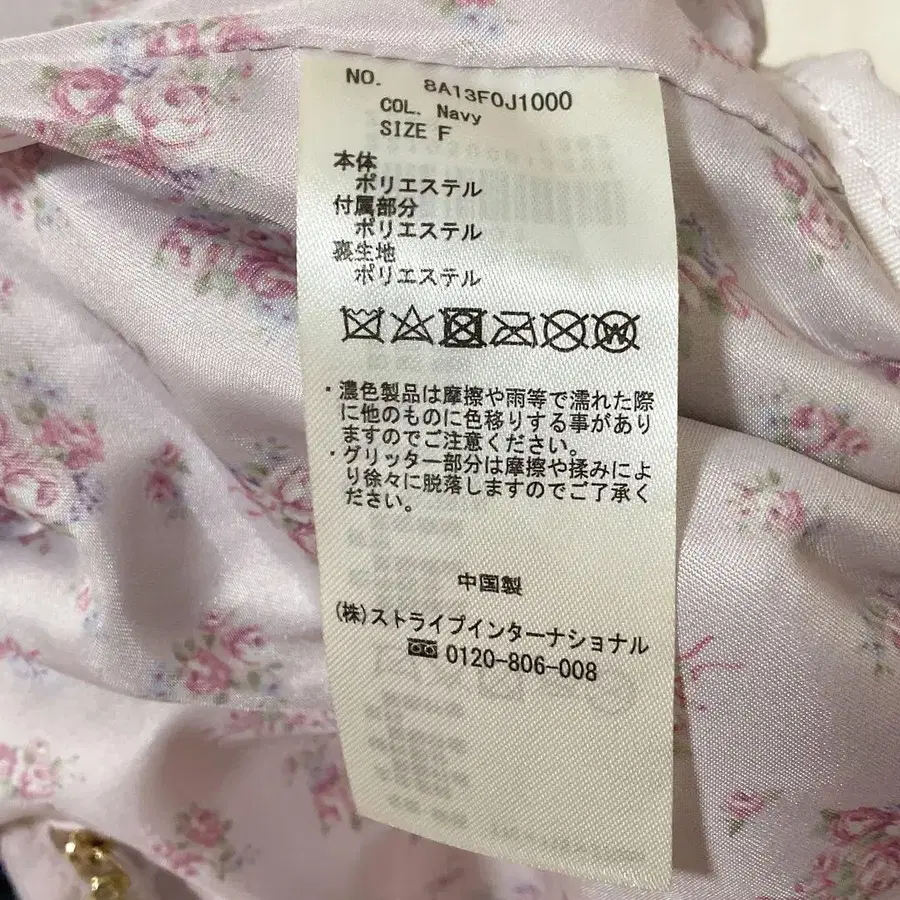 NO. 8A13F0J1000
COL. Navy
SIZE F
本体
ポリエステル
付属部分
ポリエステル
裏生地
ポリエステル
・濃色製品は摩擦や雨等で濡れた際
に他のものに色移りする事があり
ますのでご注意ください。
・グリッター部分は摩擦や揉みによ
り徐々に脱落しますのでご了承く
ださい。
中国製
(株)ストライプインターナショナル
0120-806-008